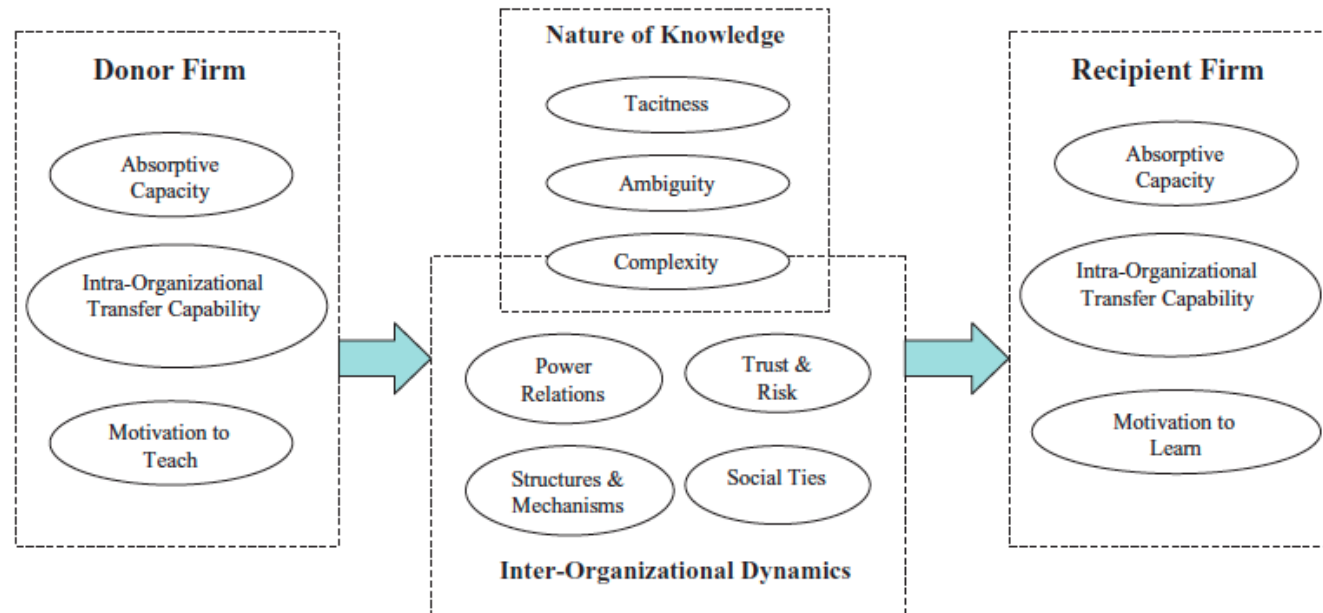 Donor Firm
Absorptive
Capacity
Intra-Organizational
Transfer Capability
Motivation to
Teach
Nature of Knowledge
Tacitness
Ambiguity
Complexity
Power
Relations
Trust &
Risk
Structures &
Mechanisms
Social Ties
Inter-Organizational Dynamics
Recipient Firm
Absorptive
Capacity
Intra-Organizational
Transfer Capability
Motivation to
Learn